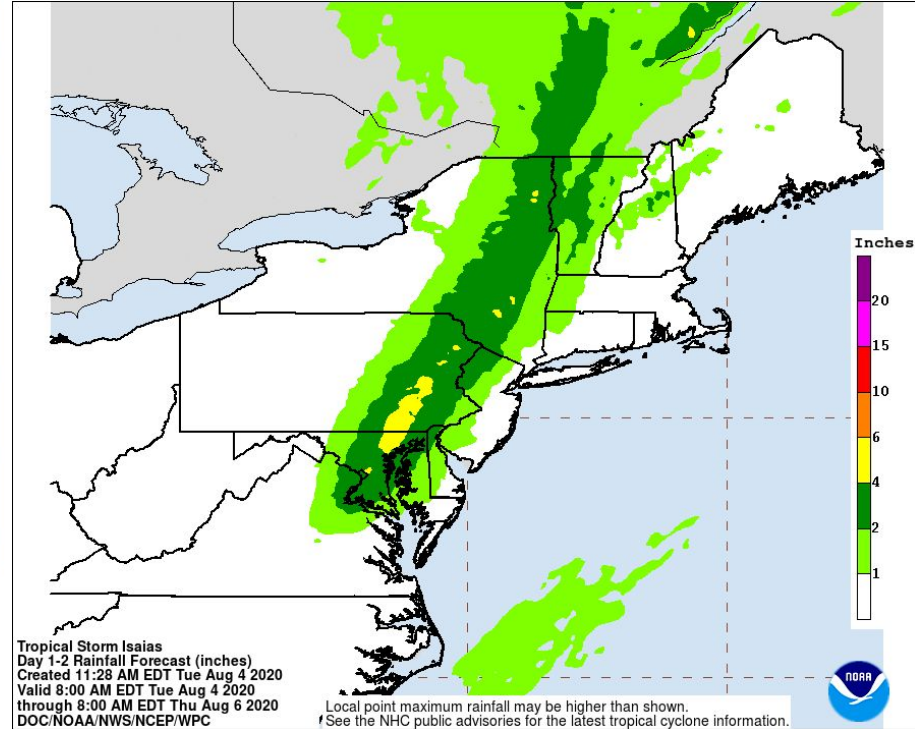 Inches
20
15
10
6
4
2
1
Tropical Storm Isaias
Day 1-2 Rainfall Forecast (inches)
Created 11:28 AM EDT Tue Aug 4 2020
Valid 8:00 AM EDT Tue Aug 4 2020
through 8:00 AM EDT Thu Aug 6 2020
DOC/NOAA/NWS/NCEP/WPC
Local point maximum rainfall may be higher than shown.
See the NHC public advisories for the latest tropical cyclone information.
NOAA